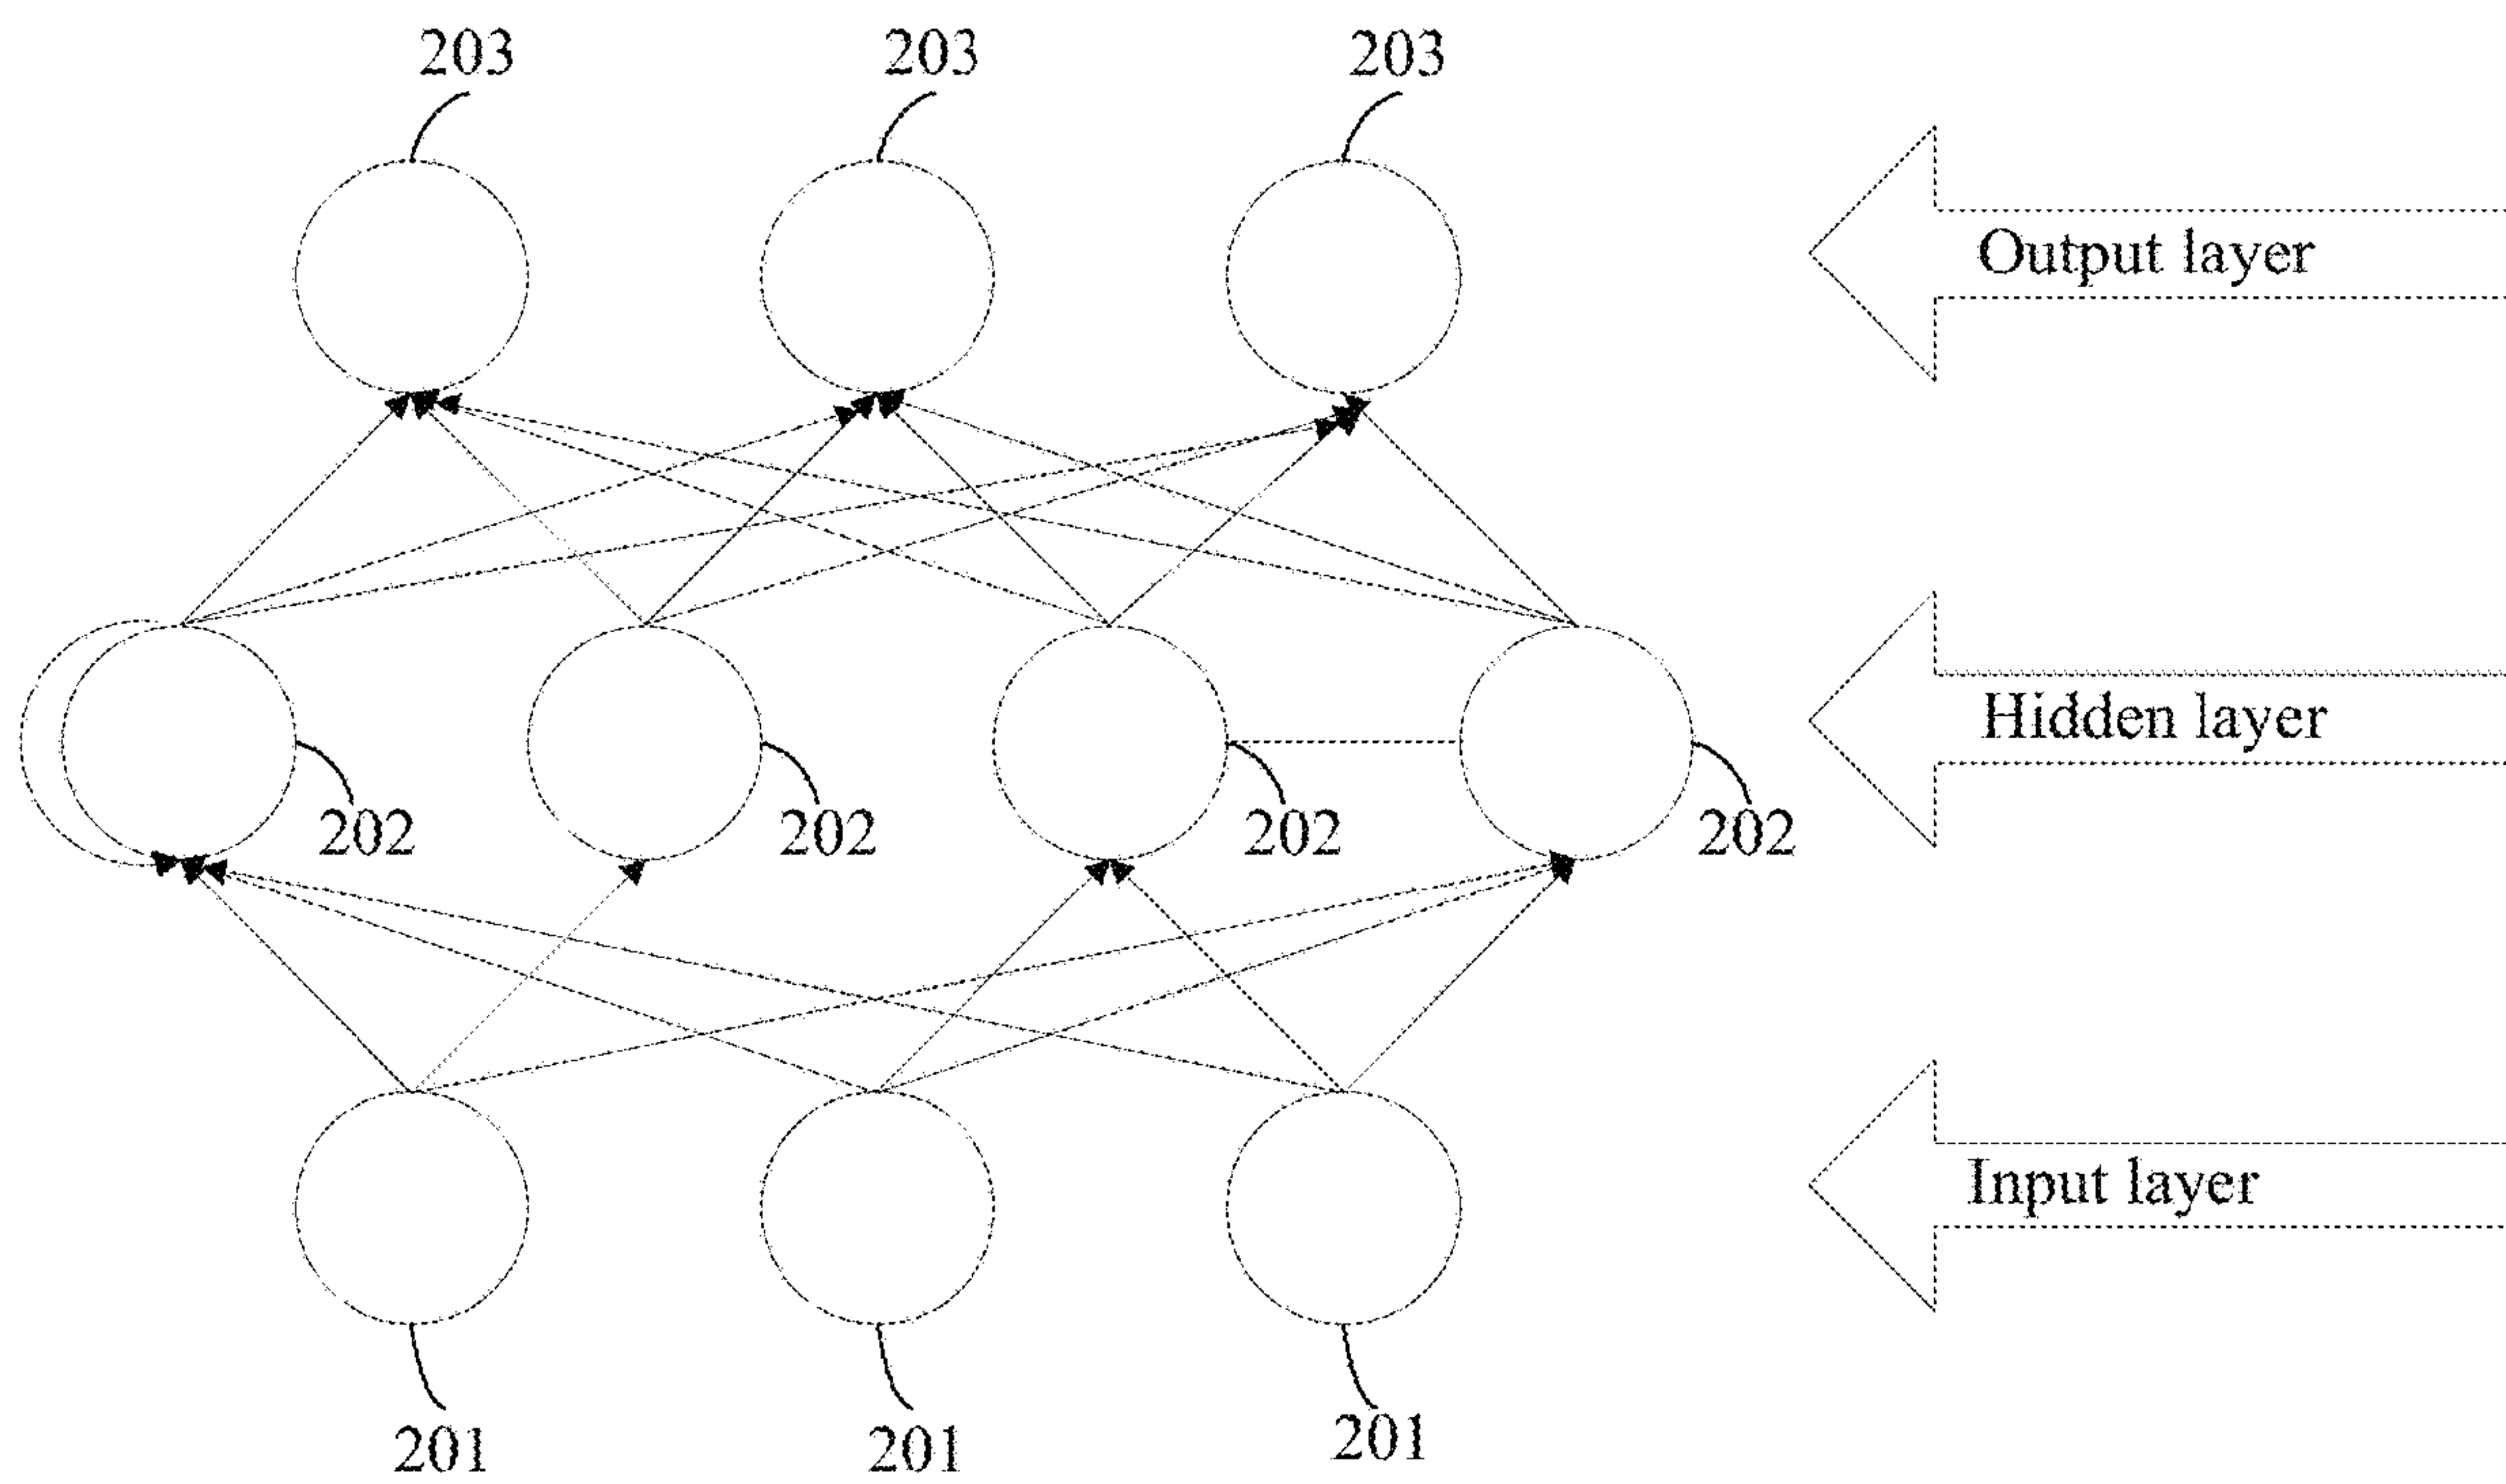 203 203 203
Output layer
Hidden layer
202 202 202 202
Input layer
201 201 201